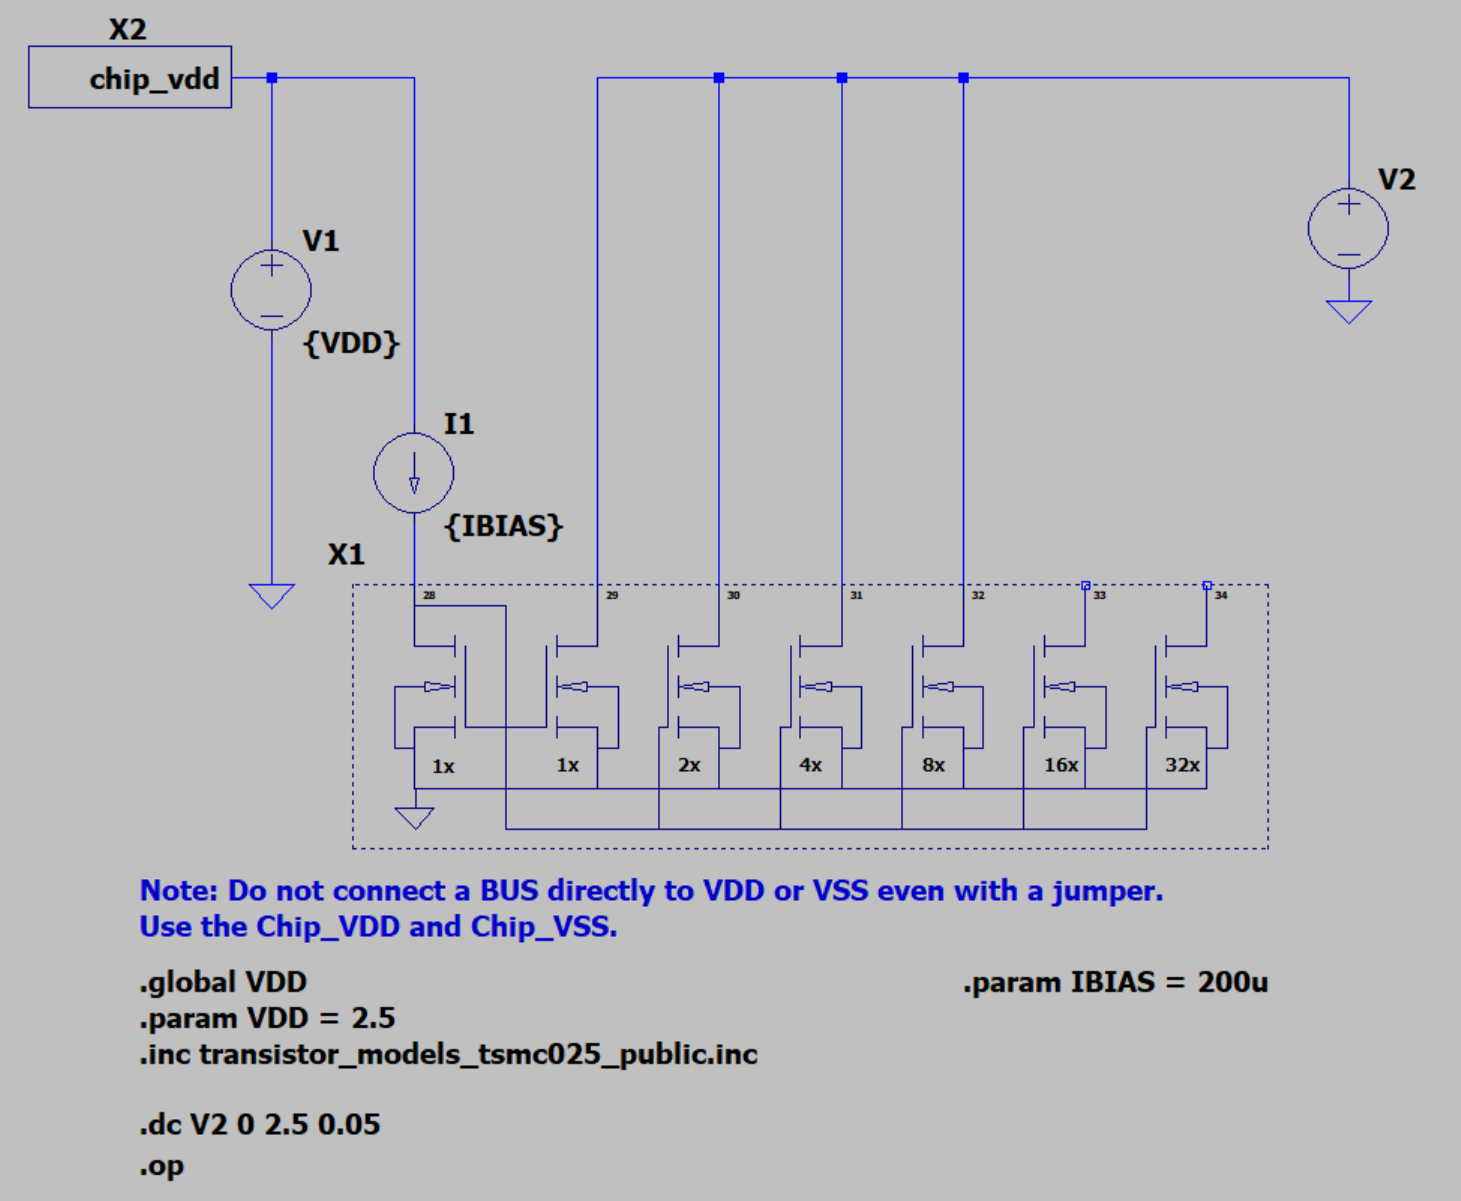 X2
chip_vdd
V2
V1
{VDD}
I1
{IBIAS}
X1
28 29 30 31 32 33 34
1x 1x 2x 4x 8x 16x 32x
Note: Do not connect a BUS directly to VDD or VSS even with a jumper.
Use the Chip_VDD and Chip_VSS.
.global VDD
.param IBIAS = 200u
.param VDD = 2.5
.inc transistor_models_tsmc025_public.inc
.dc V2 0 2.5 0.05
.op